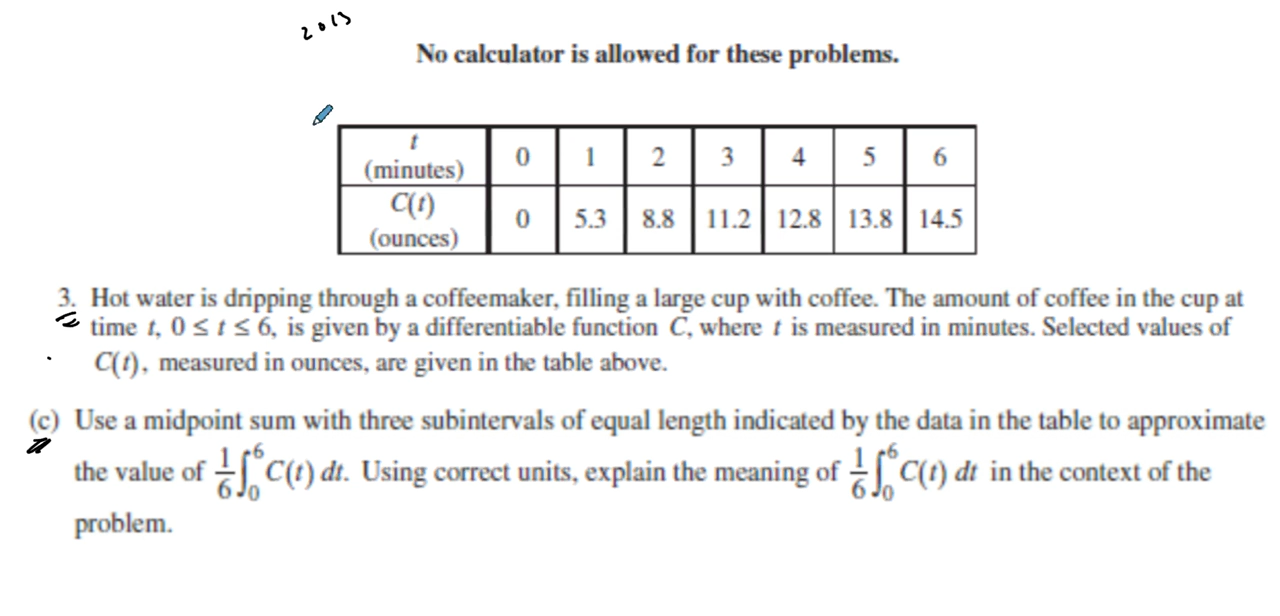 2013
No calculator is allowed for these problems.
t (minutes) 0 1 2 3 4 5 6
C(t) (ounces) 0 5.3 8.8 11.2 12.8 13.8 14.5
3. Hot water is dripping through a coffeemaker, filling a large cup with coffee. The amount of coffee in the cup at
time t, 0 ≤ t ≤ 6, is given by a differentiable function C, where t is measured in minutes. Selected values of
C(t), measured in ounces, are given in the table above.
(c) Use a midpoint sum with three subintervals of equal length indicated by the data in the table to approximate
the value of 1/6 ∫₀⁶ C(t) dt. Using correct units, explain the meaning of 1/6 ∫₀⁶ C(t) dt in the context of the
problem.